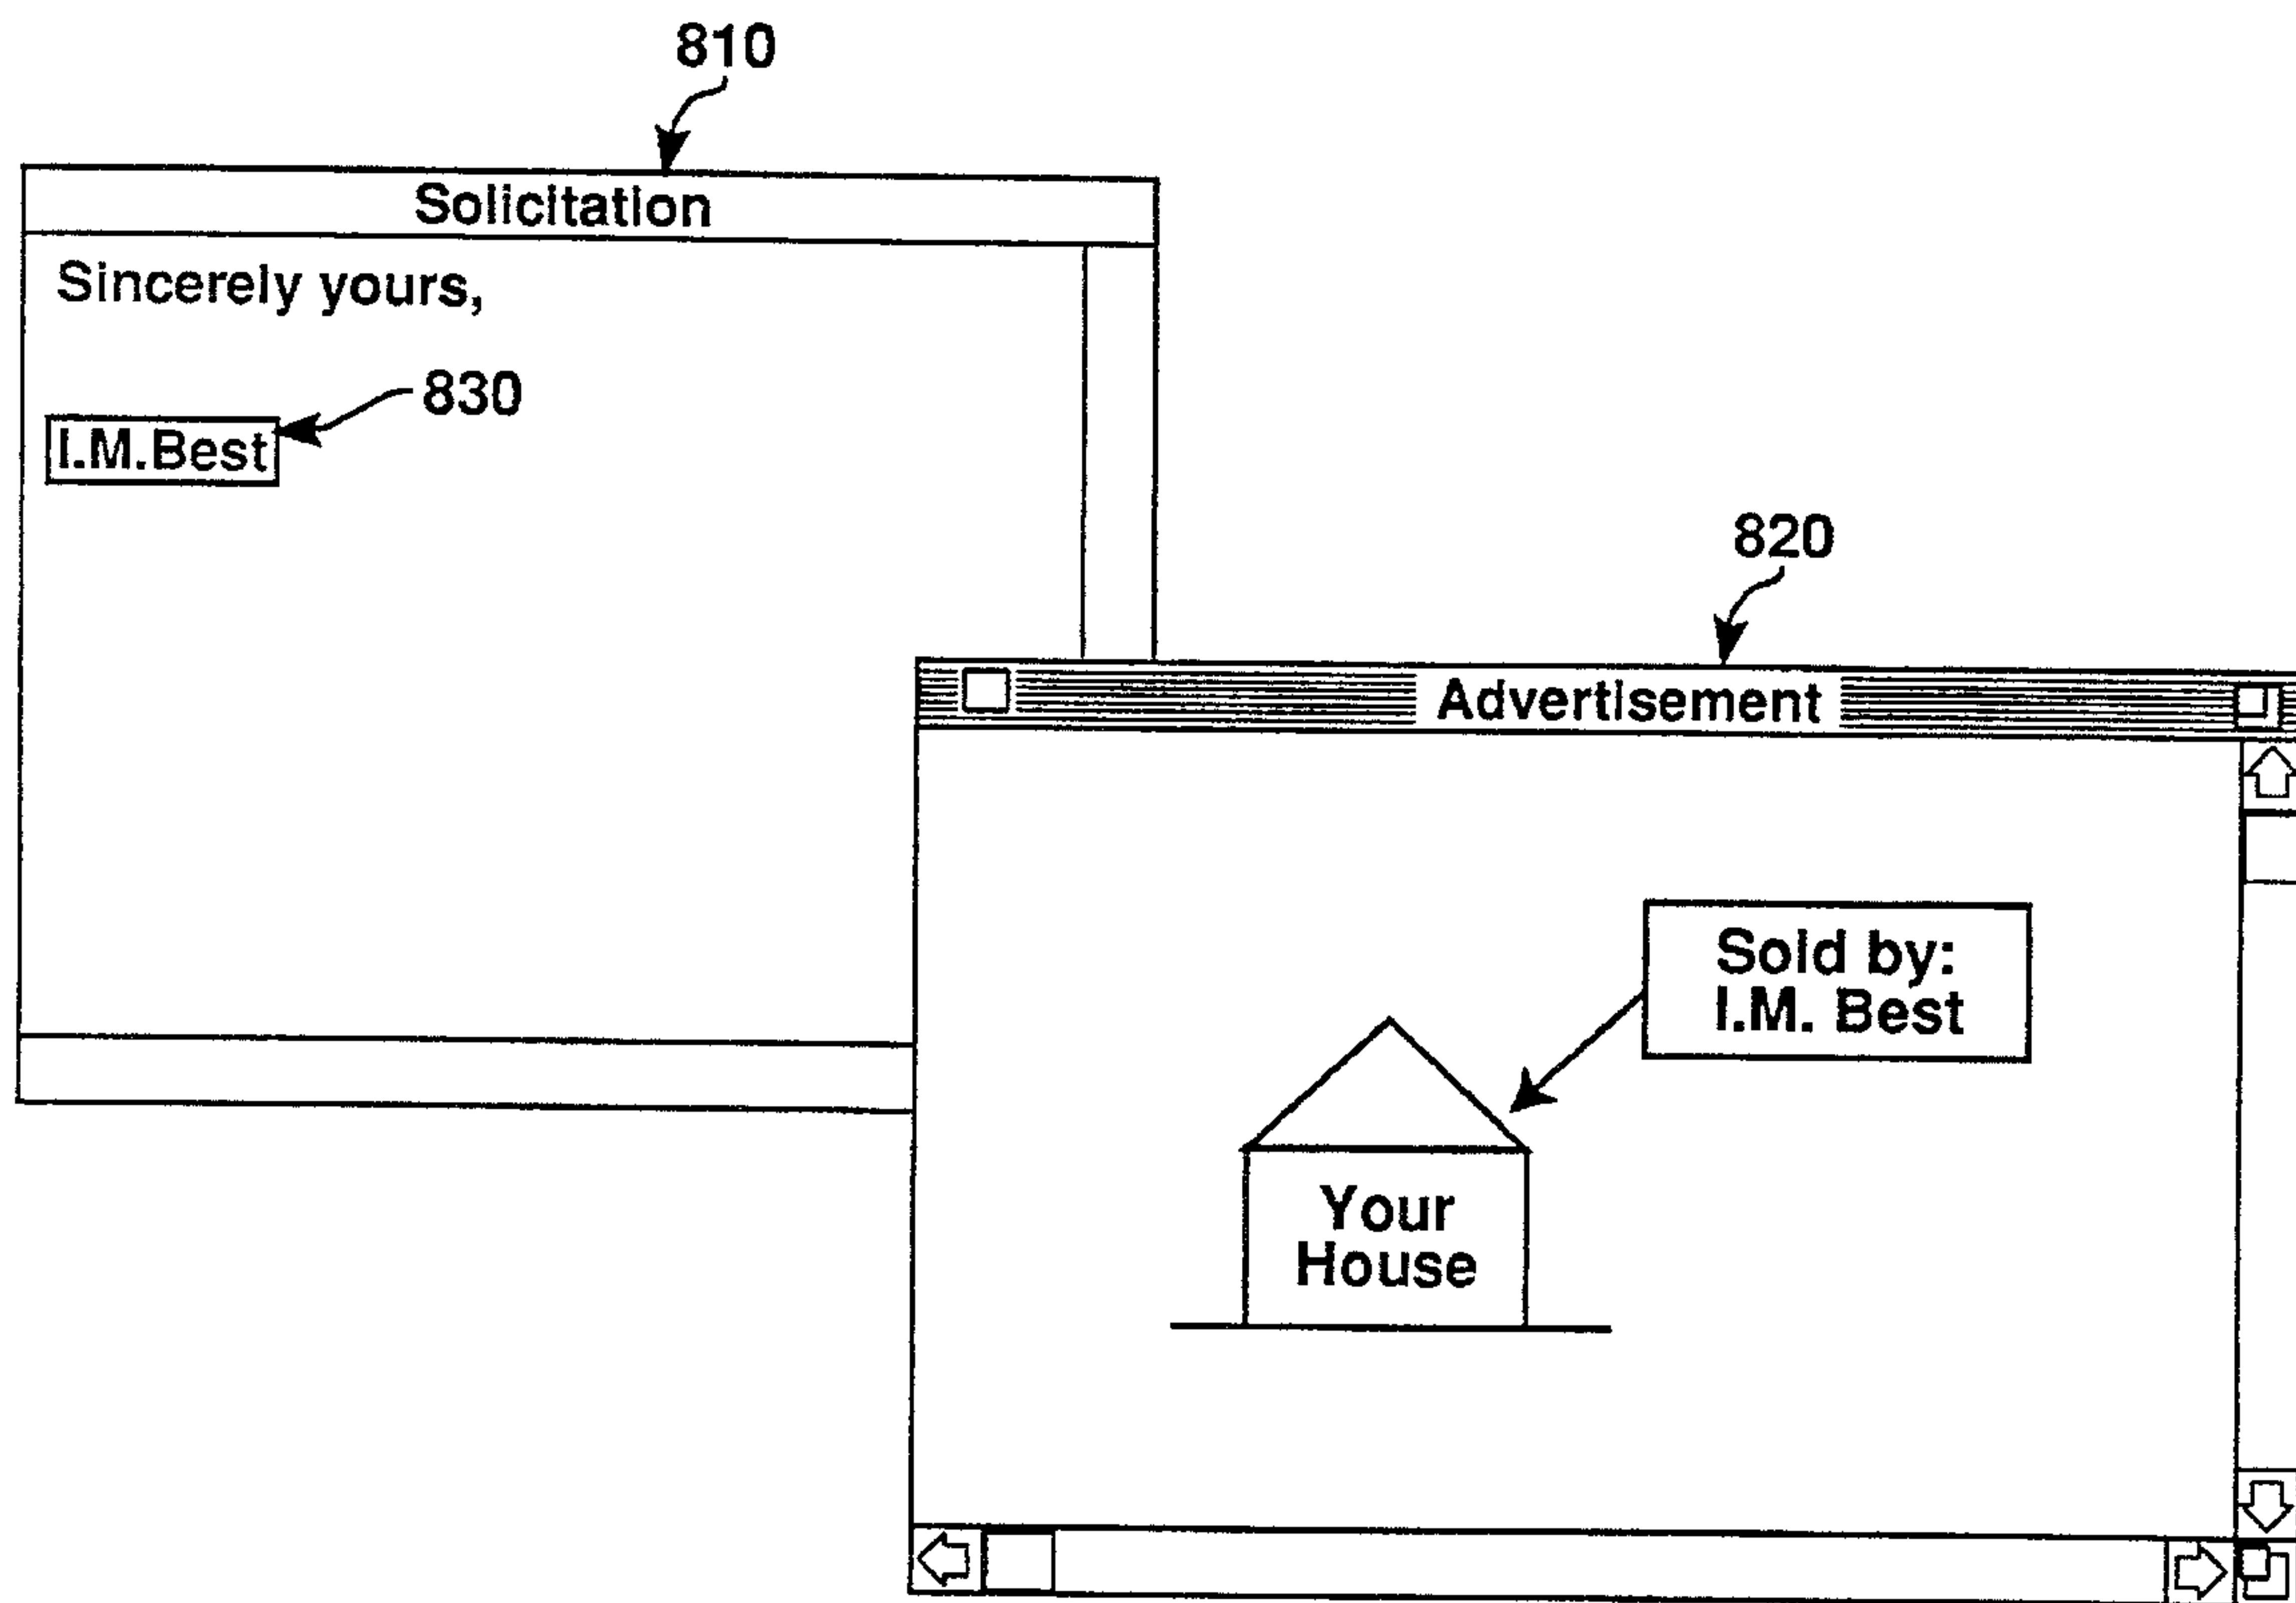 810
Solicitation
Sincerely yours,
830
I.M.Best
820
Advertisement
Sold by:
I.M. Best
Your
House